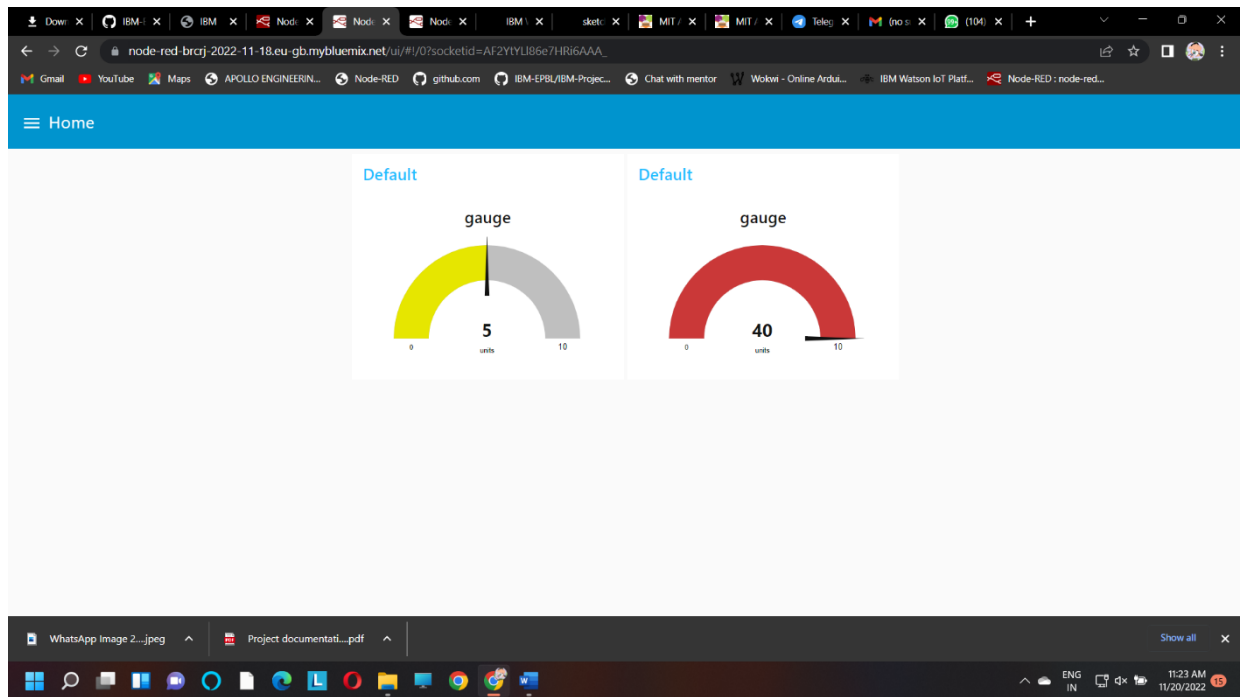 Dowr
IBM-I
IBM
Node
Node
Node
IBM \
sketc
MIT /
MIT /
Teleg
(no s
(104)
node-red-brcrj-2022-11-18.eu-gb.mybluemix.net/ui/#!/0?socketid=AF2YtYLl86e7HRi6AAA_
Gmail
YouTube
Maps
APOLLO ENGINEERIN...
Node-RED
github.com
IBM-EPBL/IBM-Projec...
Chat with mentor
Wokwi - Online Ardui...
IBM Watson IoT Platf...
Node-RED : node-red...
Home
Default
gauge
5
units
0
10
Default
gauge
40
units
0
10
WhatsApp Image 2....jpeg
Project documentati....pdf
Show all
ENG
IN
11:23 AM
11/20/2022
15